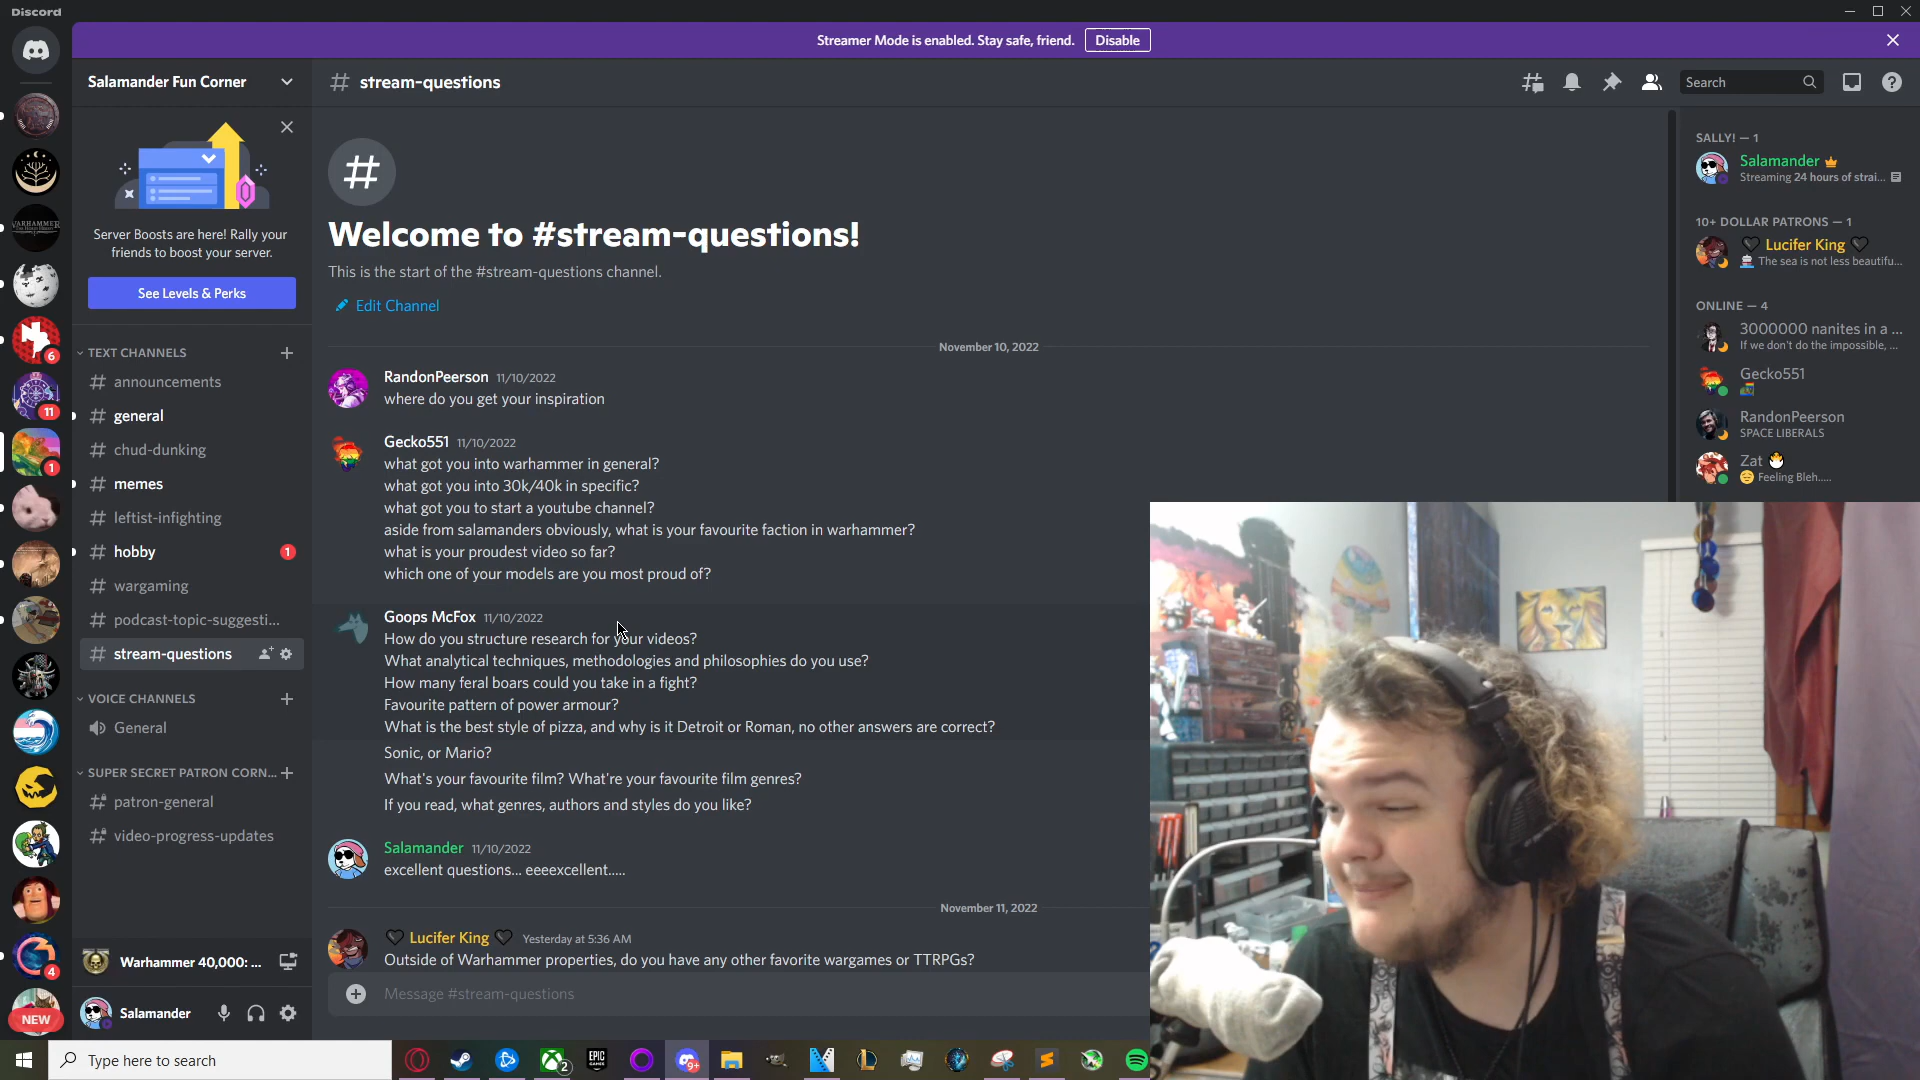 Discord
Streamer Mode is enabled. Stay safe, friend.
Disable
Salamander Fun Corner
# stream-questions
Search
Server Boosts are here! Rally your
friends to boost your server.
See Levels & Perks
TEXT CHANNELS
# announcements
# general
# chud-dunking
# memes
# leftist-infighting
# hobby 1
# wargaming
# podcast-topic-suggesti...
# stream-questions
VOICE CHANNELS
General
SUPER SECRET PATRON CORN...
# patron-general
# video-progress-updates
Warhammer 40,000: ...
Salamander
6
11
1
4
NEW
#
Welcome to #stream-questions!
This is the start of the #stream-questions channel.
Edit Channel
November 10, 2022
RandonPeerson 11/10/2022
where do you get your inspiration
Gecko551 11/10/2022
what got you into warhammer in general?
what got you into 30k/40k in specific?
what got you to start a youtube channel?
aside from salamanders obviously, what is your favourite faction in warhammer?
what is your proudest video so far?
which one of your models are you most proud of?
Goops McFox 11/10/2022
How do you structure research for your videos?
What analytical techniques, methodologies and philosophies do you use?
How many feral boars could you take in a fight?
Favourite pattern of power armour?
What is the best style of pizza, and why is it Detroit or Roman, no other answers are correct?
Sonic, or Mario?
What's your favourite film? What're your favourite film genres?
If you read, what genres, authors and styles do you like?
Salamander 11/10/2022
excellent questions... eeeexcellent.....
November 11, 2022
Lucifer King Yesterday at 5:36 AM
Outside of Warhammer properties, do you have any other favorite wargames or TTRPGs?
Message #stream-questions
SALLY! — 1
Salamander
Streaming 24 hours of strai...
10+ DOLLAR PATRONS — 1
Lucifer King
The sea is not less beautifu...
ONLINE — 4
3000000 nanites in a ...
If we don't do the impossible, ...
Gecko551
RandonPeerson
SPACE LIBERALS
Zat
Feeling Bleh.....
Type here to search
2
EPIC
GAMES
9+